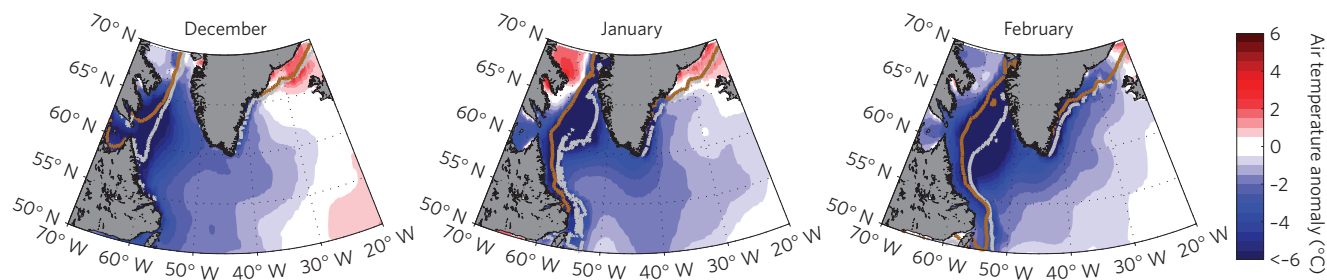 December
70° N
65° N
60° N
55° N
50° N
70° W
60° W
50° W
40° W
30° W
20° W
January
70° N
65° N
60° N
55° N
50° N
70° W
60° W
50° W
40° W
30° W
20° W
February
70° N
65° N
60° N
55° N
50° N
70° W
60° W
50° W
40° W
30° W
20° W
6
4
2
0
–2
–4
<–6
Air temperature anomaly (°C)